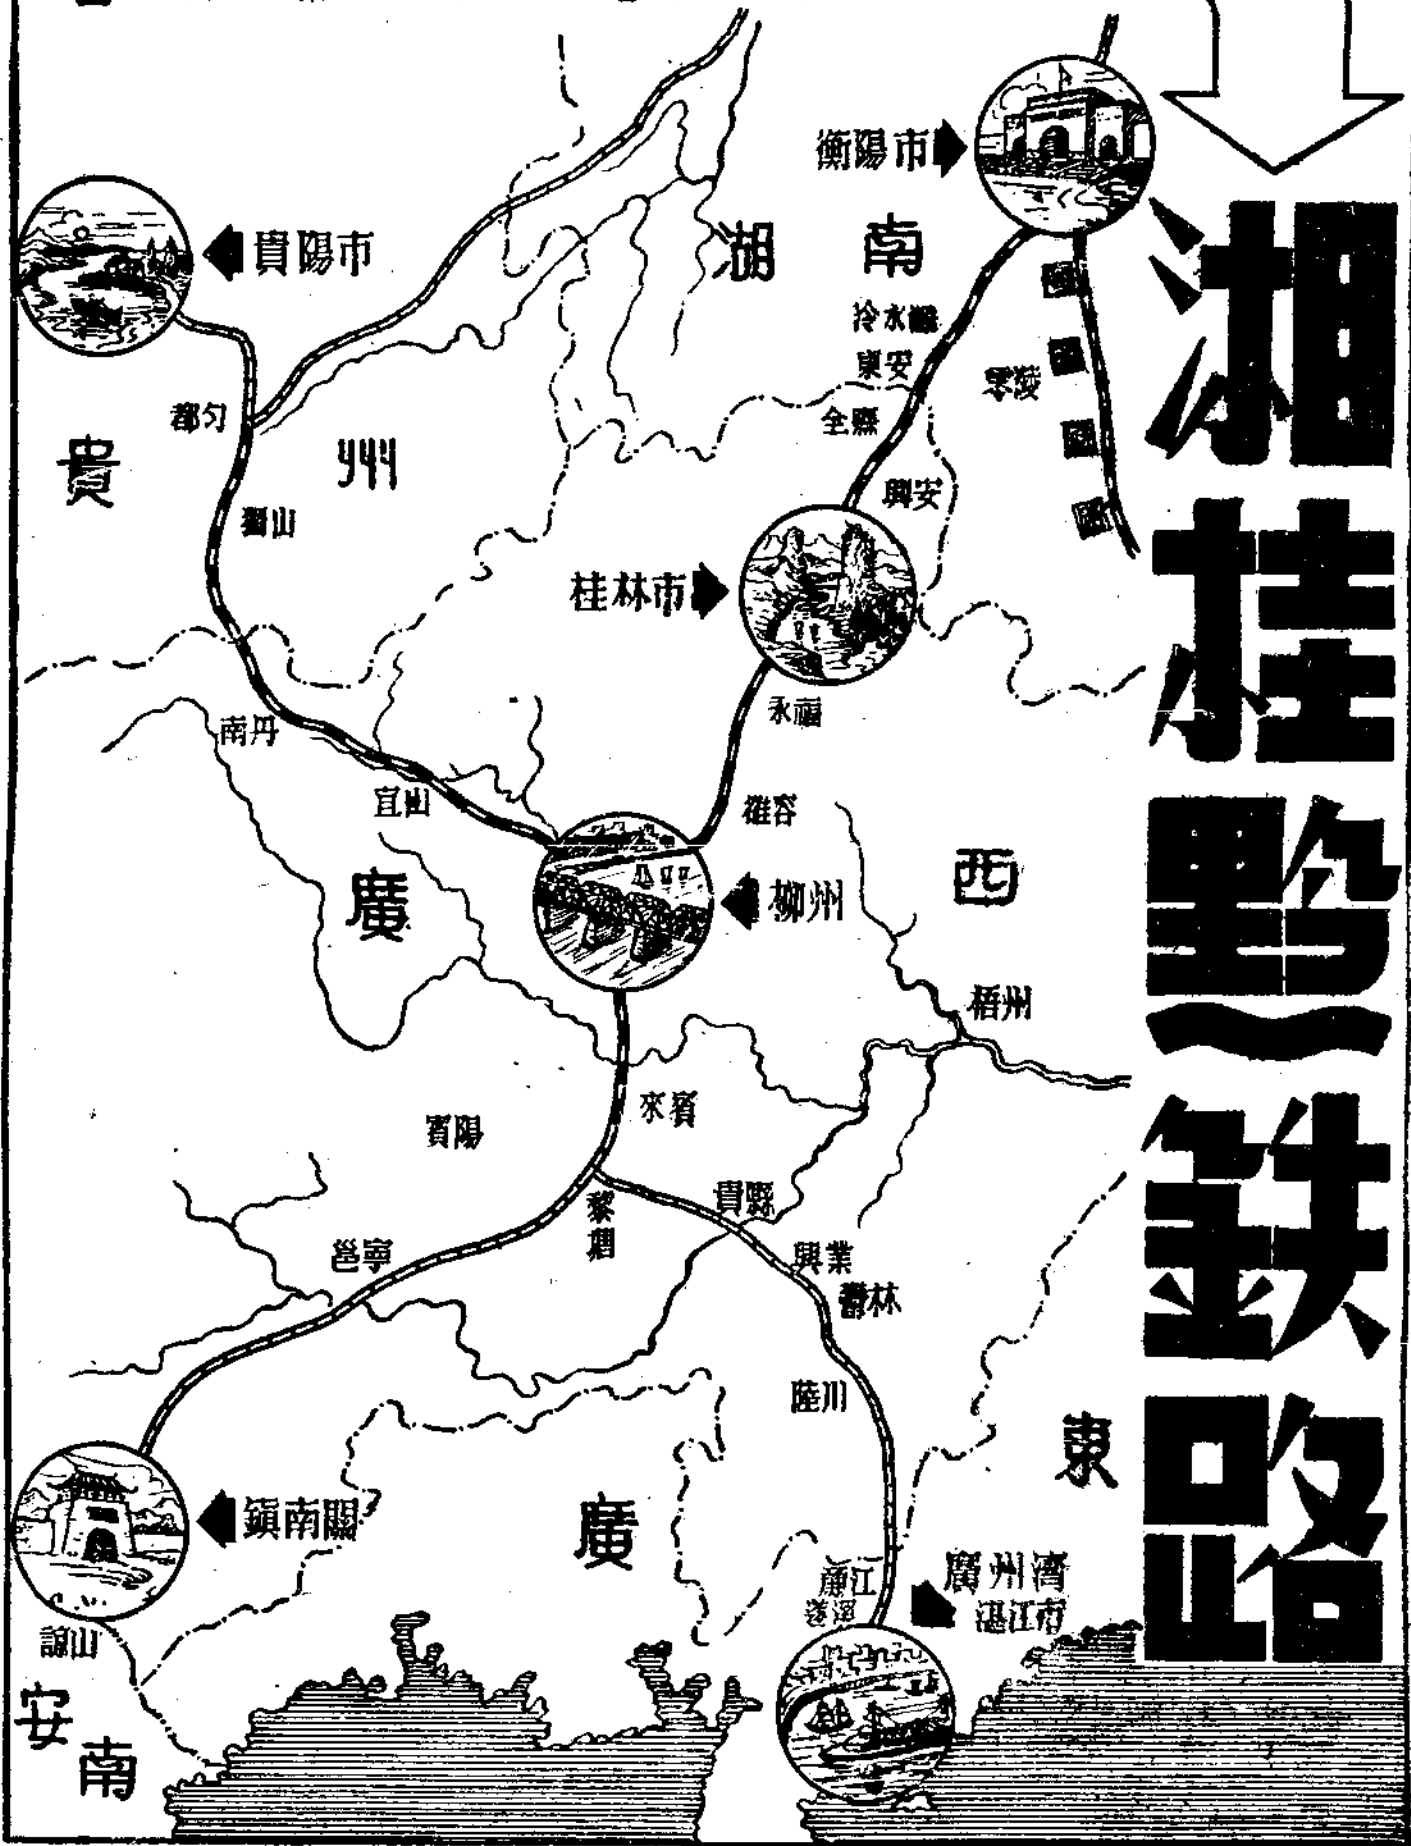 湘桂黔鉄路
衡陽市
湖南
貴陽市
冷水灘
東安
零陵
全縣
都勻
貴州
獨山
興安
桂林市
永福
南丹
宜山
雒容
廣西
柳州
梧州
來賓
賓陽
貴縣
黎塘
邕寧
興業
鬱林
陸川
廣東
鎮南關
廉江
遂溪
廣州灣
湛江市
諒山
安南